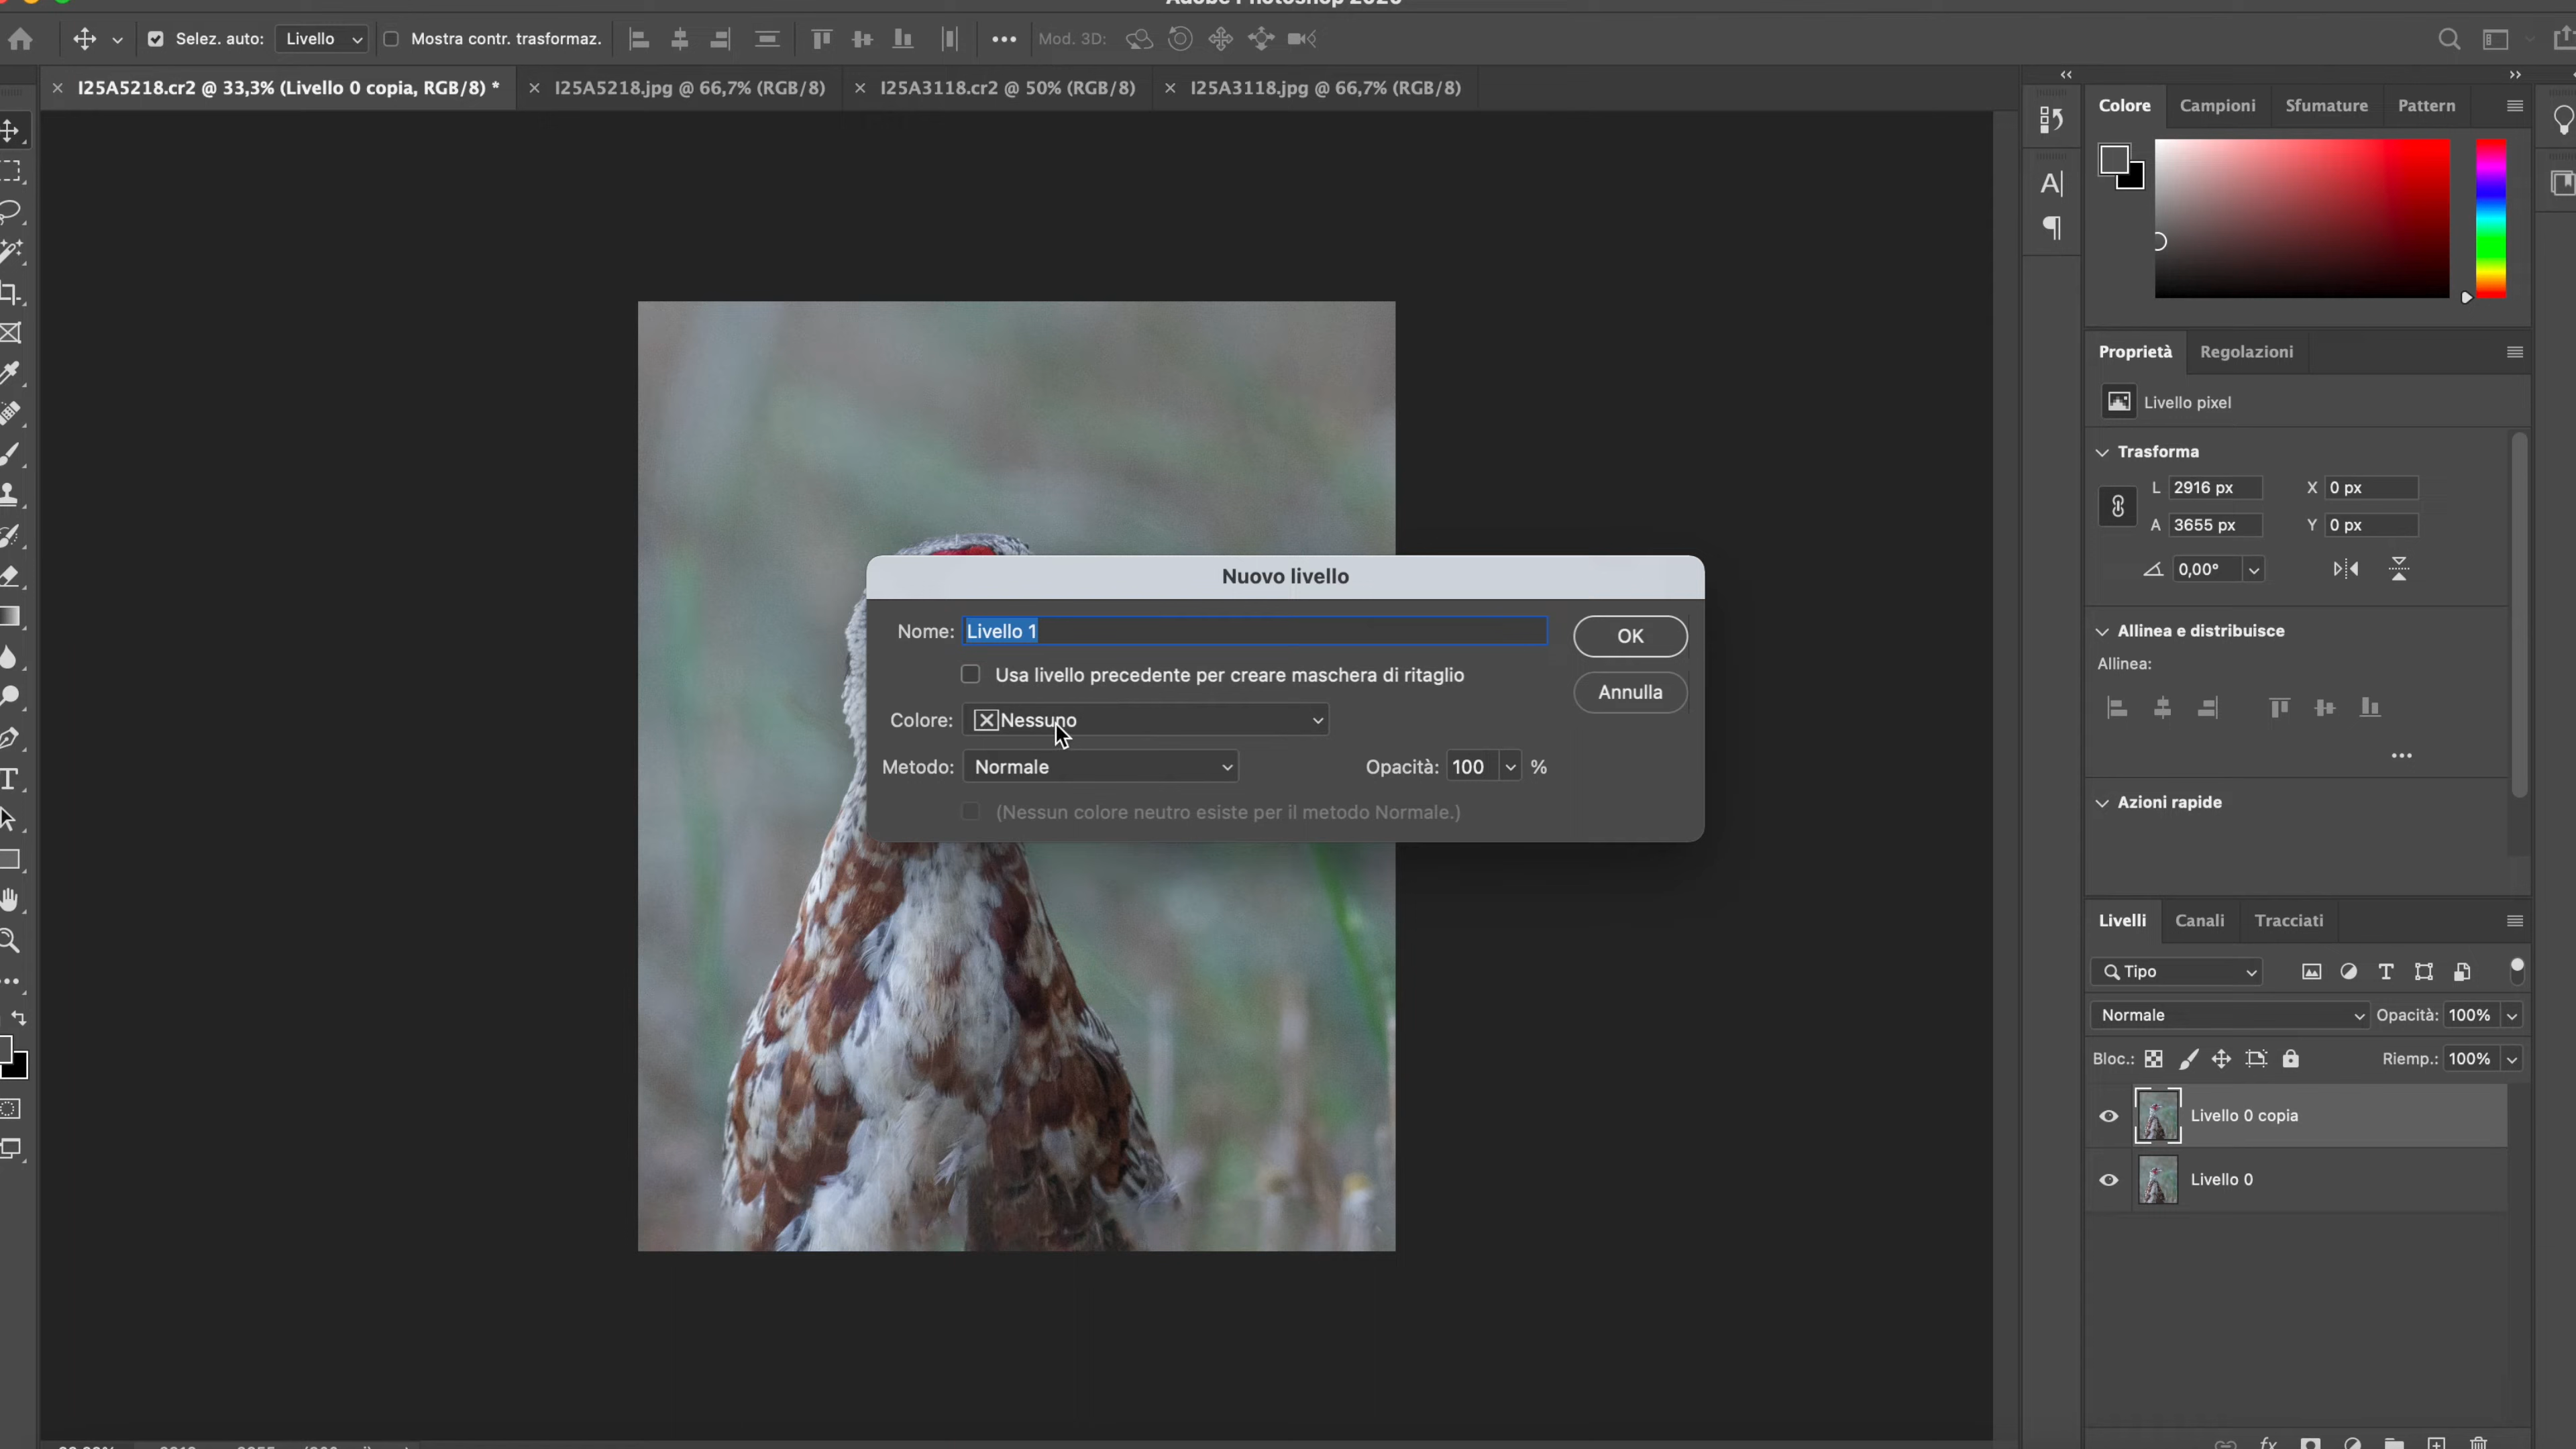 Selez. auto: Livello Mostra contr. trasformaz. Mod. 3D:
I25A5218.cr2 @ 33,3% (Livello 0 copia, RGB/8) * I25A5218.jpg @ 66,7% (RGB/8) I25A3118.cr2 @ 50% (RGB/8) I25A3118.jpg @ 66,7% (RGB/8)
Colore Campioni Sfumature Pattern
Proprietà Regolazioni
Livello pixel
Trasforma
L 2916 px X 0 px
A 3655 px Y 0 px
0,00°
Allinea e distribuisce
Allinea:
Azioni rapide
Nuovo livello
Nome: Livello 1 OK
Usa livello precedente per creare maschera di ritaglio
Annulla
Colore: Nessuno
Metodo: Normale Opacità: 100 %
(Nessun colore neutro esiste per il metodo Normale.)
Livelli Canali Tracciati
Tipo
Normale Opacità: 100%
Bloc.: Riemp.: 100%
Livello 0 copia
Livello 0